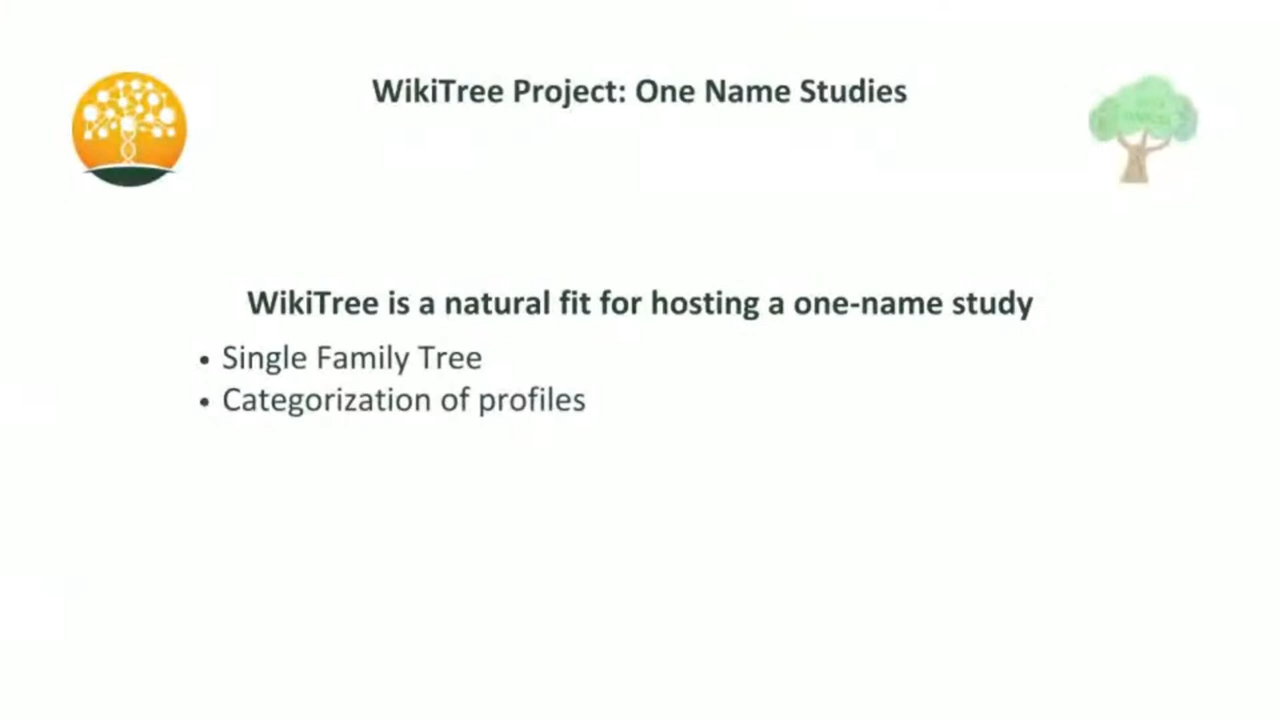 WikiTree Project: One Name Studies
WikiTree is a natural fit for hosting a one-name study
• Single Family Tree
• Categorization of profiles